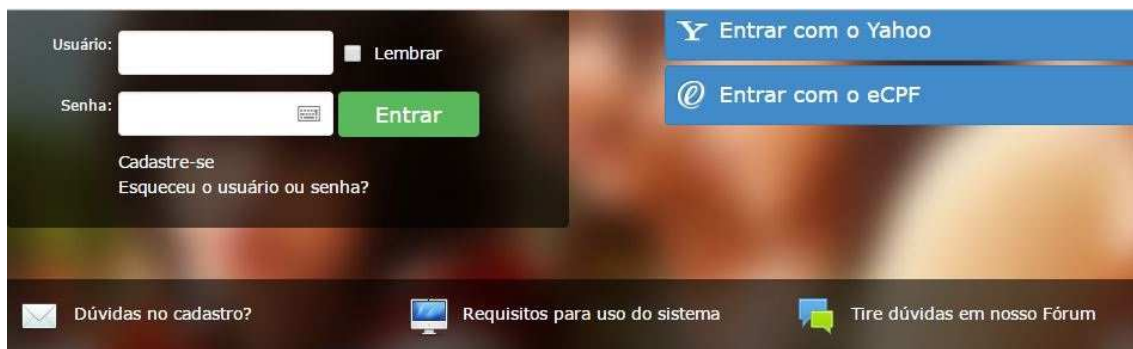 Usuário:
Lembrar
Senha:
Entrar
Cadastre-se
Esqueceu o usuário ou senha?
Entrar com o Yahoo
Entrar com o eCPF
Dúvidas no cadastro?
Requisitos para uso do sistema
Tire dúvidas em nosso Fórum